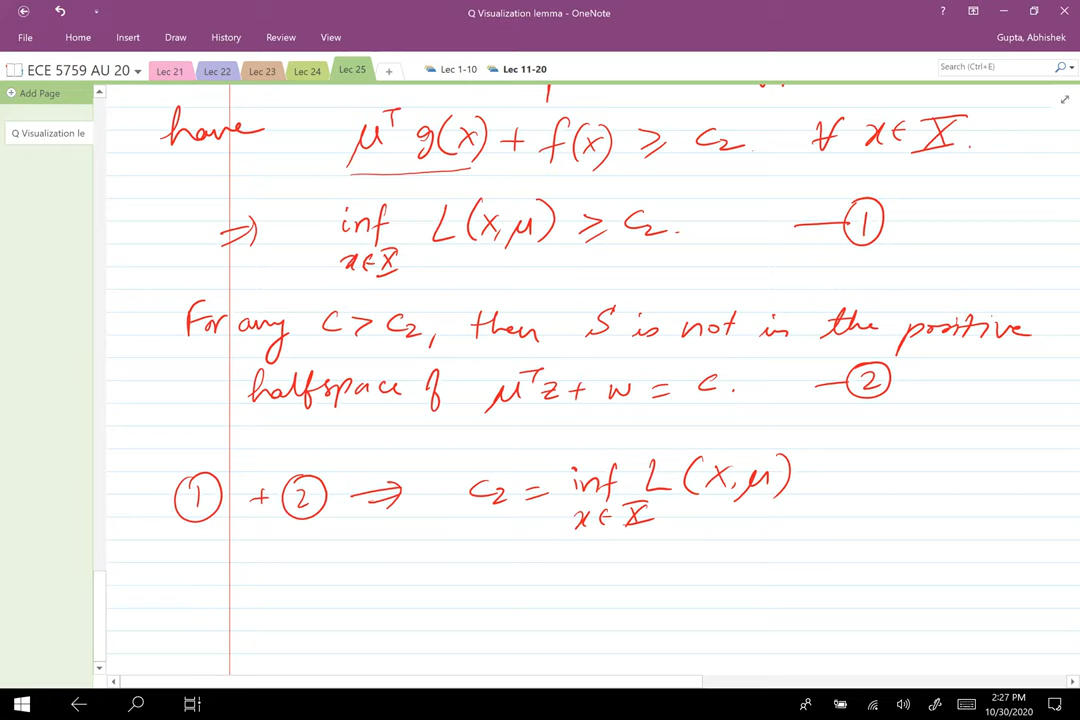 Q Visualization lemma - OneNote
?
Gupta, Abhishek
File Home Insert Draw History Review View
ECE 5759 AU 20
Lec 21 Lec 22 Lec 23 Lec 24 Lec 25 + Lec 1-10 Lec 11-20
Search (Ctrl+E)
Add Page
Q Visualization le
have μᵀ g(x) + f(x) ≥ c₂ ∀ x ∈ X.
⇒ inf L(x, μ) ≥ c₂. — ①
x ∈ X
For any c > c₂, then S is not in the positive
halfspace of μᵀz + w = c. — ②
① + ② ⇒ c₂ = inf L(x, μ)
x ∈ X
2:27 PM
10/30/2020